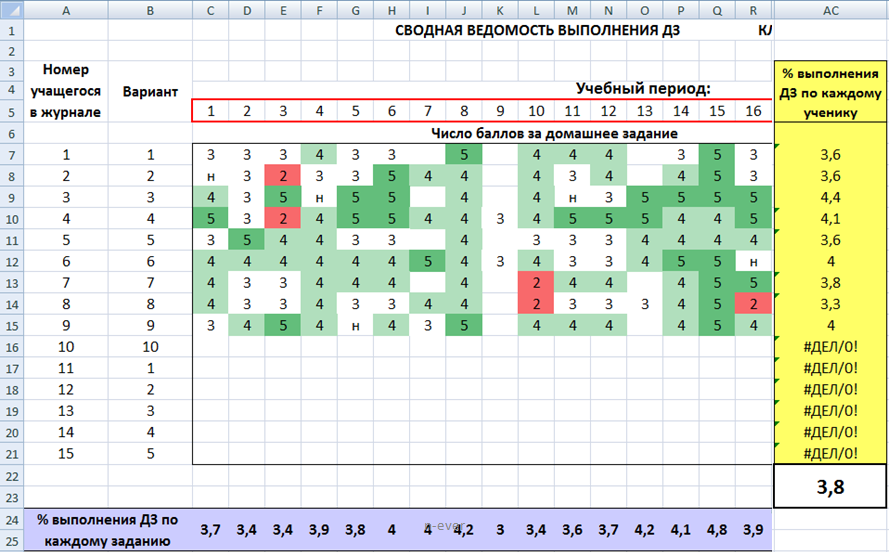 A B C D E F G H I J K L M N O P Q R AC
1 СВОДНАЯ ВЕДОМОСТЬ ВЫПОЛНЕНИЯ ДЗ
2
3 Номер учащегося в журнале Вариант % выполнения ДЗ по каждому ученику
4 Учебный период:
5 1 2 3 4 5 6 7 8 9 10 11 12 13 14 15 16
6 Число баллов за домашнее задание
7 1 1 3 3 3 4 3 3 5 4 4 4 3 5 3 3,6
8 2 2 н 3 2 3 3 5 4 4 4 3 4 4 5 3 3,6
9 3 3 4 3 5 н 5 5 4 4 н 3 5 5 5 5 4,4
10 4 4 5 3 2 4 5 5 4 4 3 4 5 5 5 4 4 5 4,1
11 5 5 3 5 4 4 3 3 4 3 3 3 4 4 4 4 3,6
12 6 6 4 4 4 4 4 4 5 4 3 4 3 3 4 5 5 н 4
13 7 7 4 3 3 4 4 4 4 2 4 4 4 5 5 3,8
14 8 8 4 3 3 4 3 3 4 4 2 3 3 3 4 5 2 3,3
15 9 9 3 4 5 4 н 4 3 5 4 4 4 4 5 4 4
16 10 10 #ДЕЛ/0!
17 11 1 #ДЕЛ/0!
18 12 2 #ДЕЛ/0!
19 13 3 #ДЕЛ/0!
20 14 4 #ДЕЛ/0!
21 15 5 #ДЕЛ/0!
22
23 3,8
24 % выполнения ДЗ по 3,7 3,4 3,4 3,9 3,8 4 4 4,2 3 3,4 3,6 3,7 4,2 4,1 4,8 3,9
25 каждому заданию